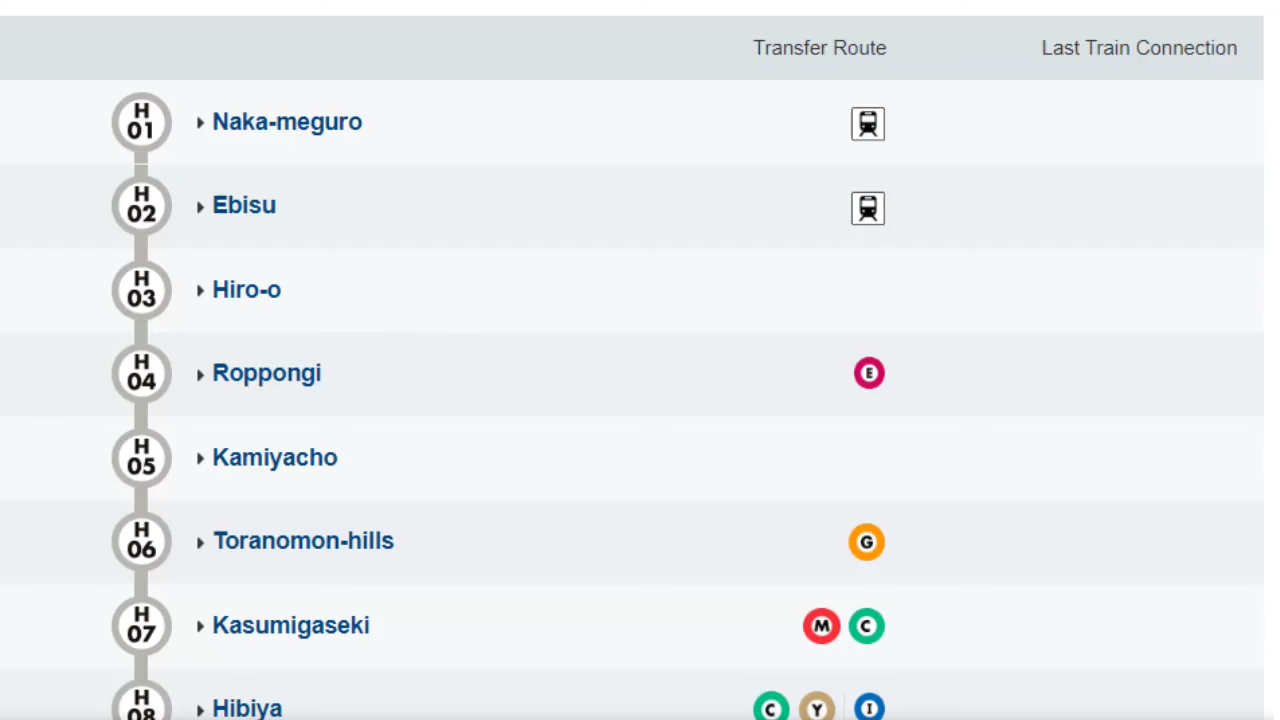 Transfer Route Last Train Connection
H 01 Naka-meguro
H 02 Ebisu
H 03 Hiro-o
H 04 Roppongi E
H 05 Kamiyacho
H 06 Toranomon-hills G
H 07 Kasumigaseki M C
H 08 Hibiya C Y I